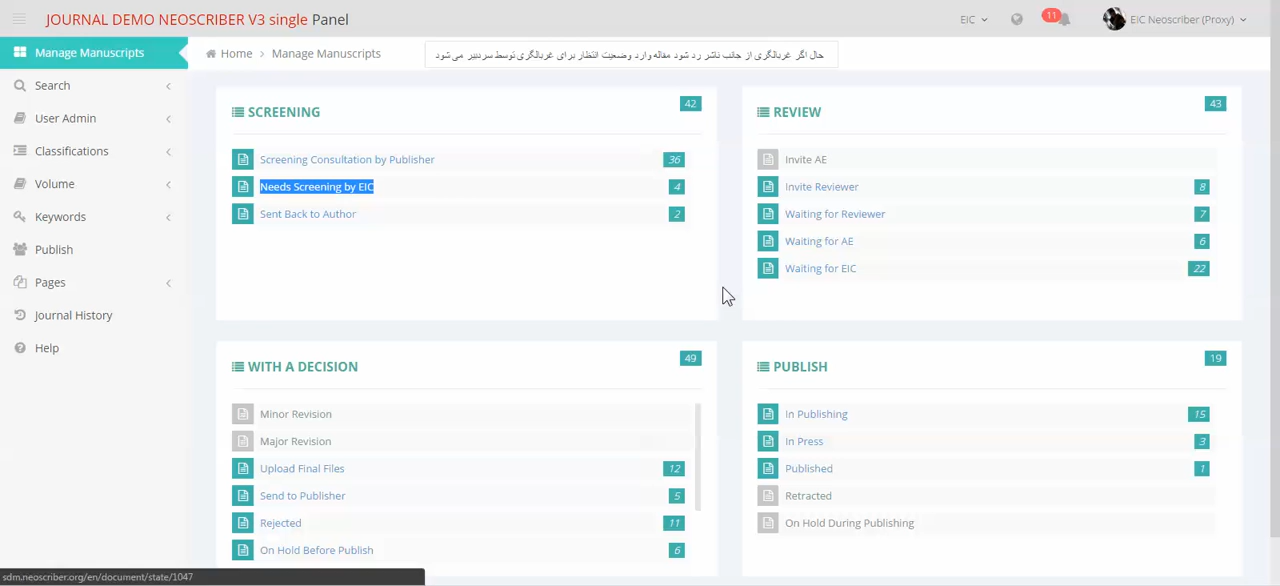 JOURNAL DEMO NEOSCRIBER V3 single Panel
EIC
11
EIC Neoscriber (Proxy)
Manage Manuscripts
Home > Manage Manuscripts
حال اگر غربالگری از جانب ناشر رد شود مقاله وارد وضعیت انتظار برای غربالگری توسط سردبیر می شود
Search
User Admin
Classifications
Volume
Keywords
Publish
Pages
Journal History
Help
SCREENING
42
Screening Consultation by Publisher
36
Needs Screening by EIC
4
Sent Back to Author
2
REVIEW
43
Invite AE
Invite Reviewer
8
Waiting for Reviewer
7
Waiting for AE
6
Waiting for EIC
22
WITH A DECISION
49
Minor Revision
Major Revision
Upload Final Files
12
Send to Publisher
5
Rejected
11
On Hold Before Publish
6
PUBLISH
19
In Publishing
15
In Press
3
Published
1
Retracted
On Hold During Publishing
sdm.neoscriber.org/en/document/state/1047